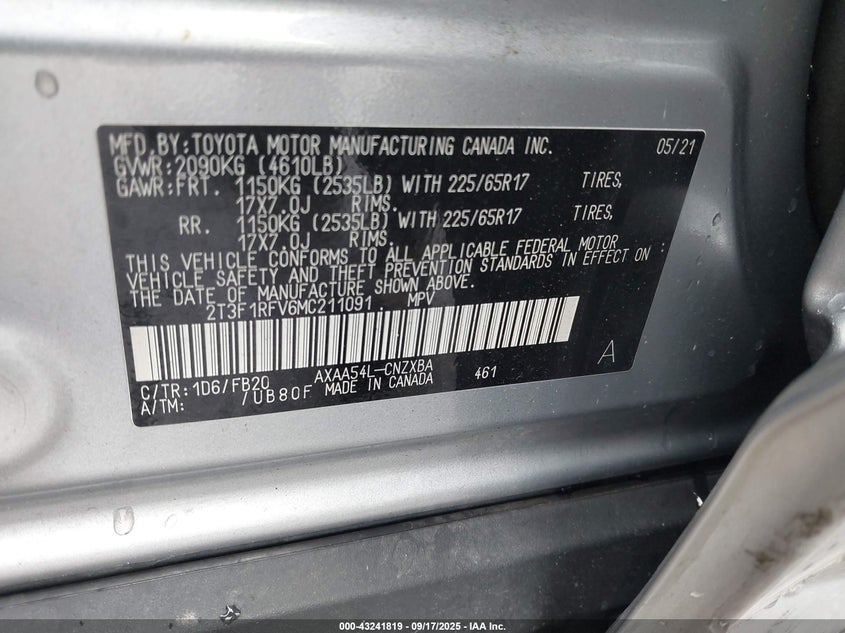 MFD.BY:TOYOTA MOTOR MANUFACTURING CANADA INC. 05/21
GVWR:2090KG (4610LB)
GAWR:FRT. 1150KG (2535LB) WITH 225/65R17 TIRES,
17X7.0J RIMS.
RR. 1150KG (2535LB) WITH 225/65R17 TIRES,
17X7.0J RIMS.
THIS VEHICLE CONFORMS TO ALL APPLICABLE FEDERAL MOTOR
VEHICLE SAFETY AND THEFT PREVENTION STANDARDS IN EFFECT ON
THE DATE OF MANUFACTURE SHOWN ABOVE.
2T3F1RFV6MC211091 . MPV
A
C/TR:1D6/FB20 AXAA54L-CNZXBA 461
A/TM: /UB80F MADE IN CANADA
000-43241819 - 09/17/2025 - IAA Inc.